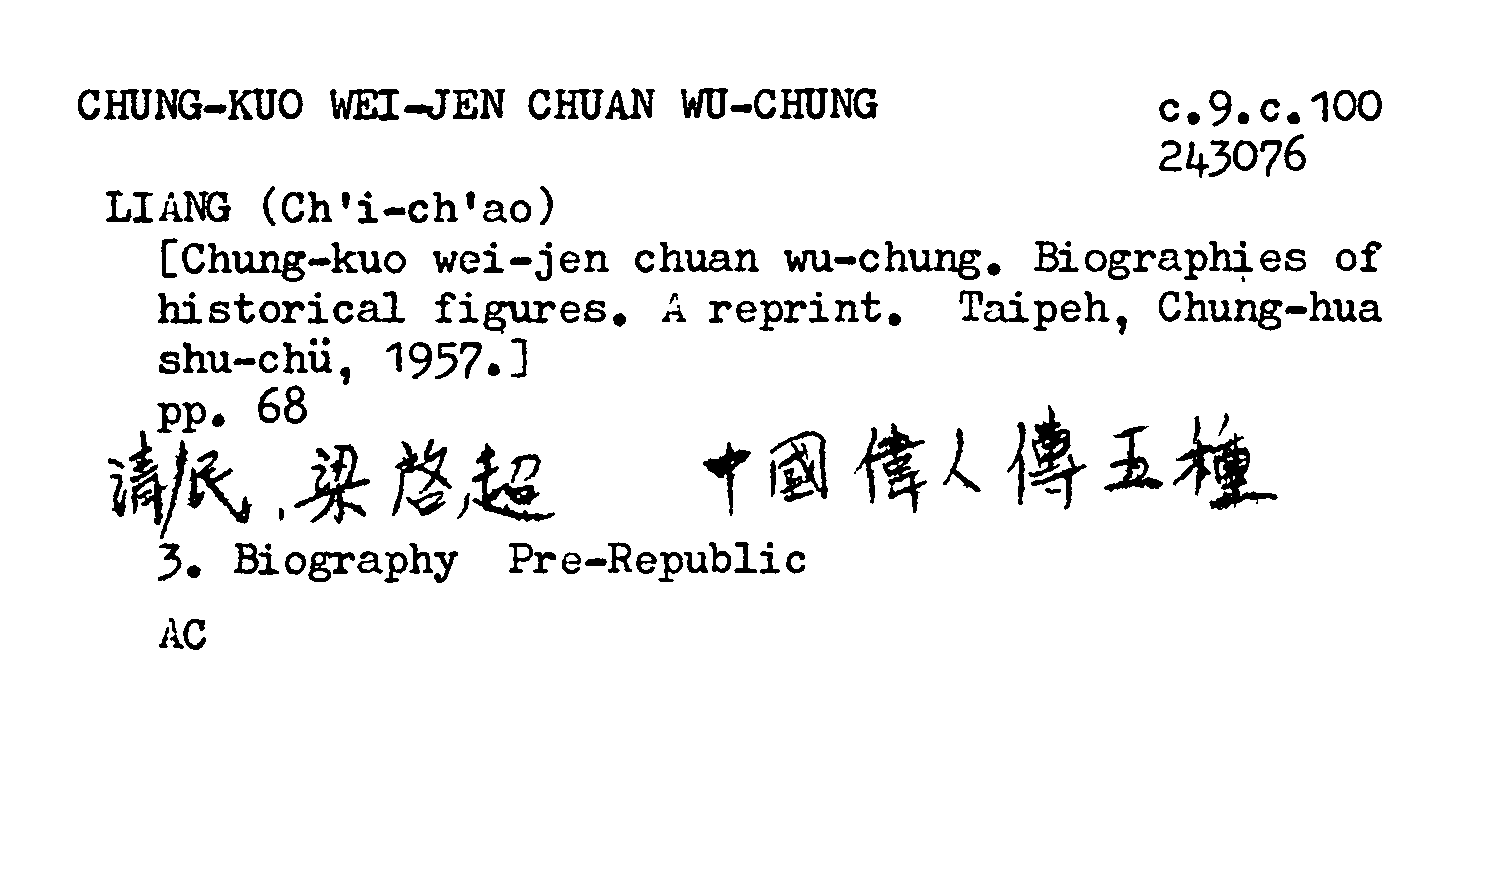 CHUNG-KUO WEI-JEN CHUAN WU-CHUNG c.9.c.100
243076
LIANG (Ch'i-ch'ao)
[Chung-kuo wei-jen chuan wu-chung. Biographies of
historical figures. A reprint. Taipeh, Chung-hua
shu-chü, 1957.]
pp. 68
清/民, 梁啓超 中國偉人傳五種
3. Biography Pre-Republic
AC